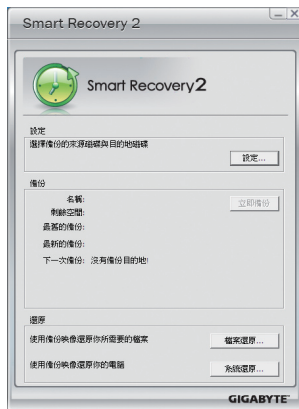 Smart Recovery 2
Smart Recovery2
設定
選擇備份的來源磁碟與目的地磁碟
設定...
備份
名稱:
立即備份
剩餘空間:
最舊的備份:
最新的備份:
下一次備份: 沒有備份目的地!
還原
使用備份映像還原你所需要的檔案
檔案還原...
使用備份映像還原你的電腦
系統還原...
GIGABYTE™